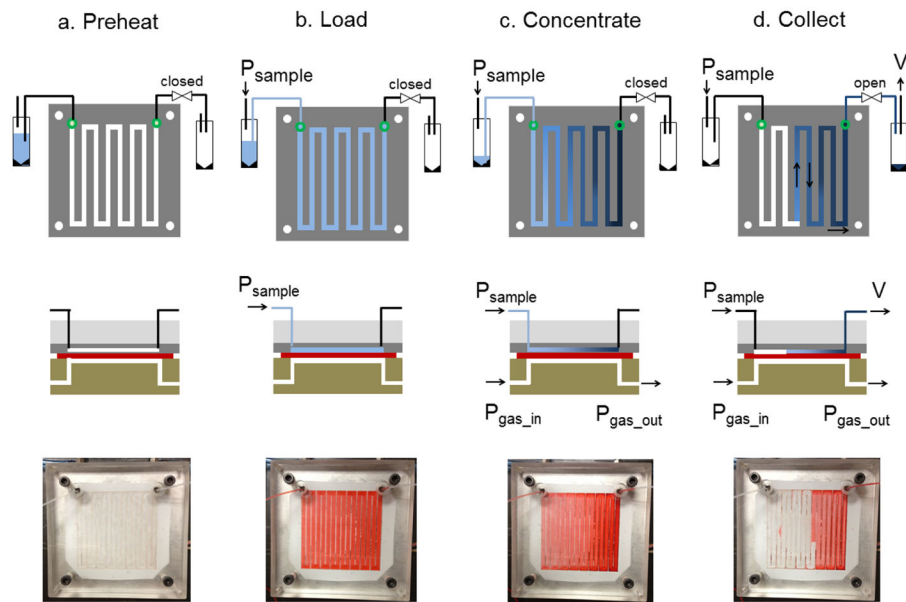 a. Preheat
b. Load
c. Concentrate
d. Collect
closed
P sample
closed
P sample
closed
P sample
open
V
P sample
P sample
P gas_in
P gas_out
P sample
V
P gas_in
P gas_out